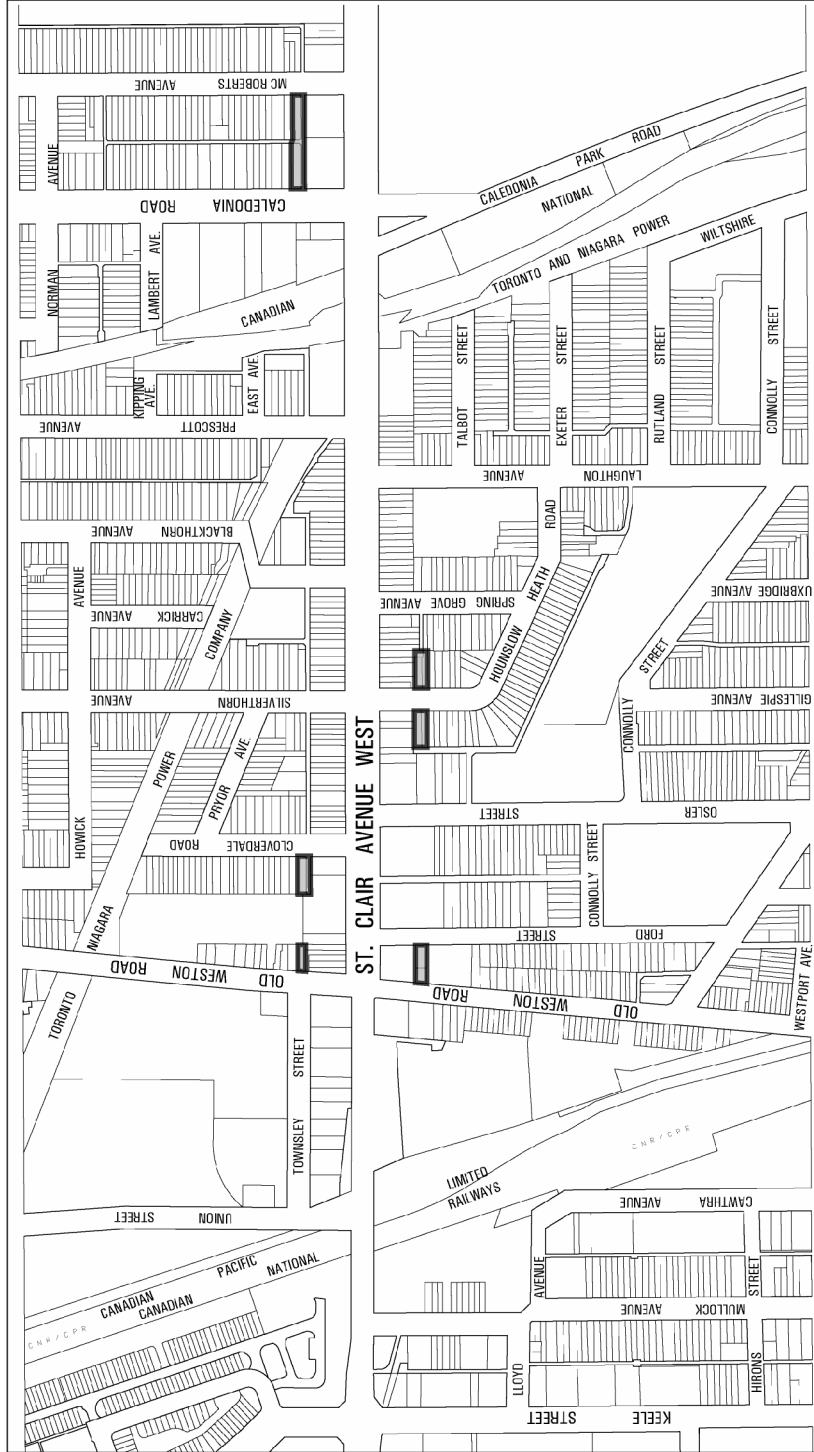 MC ROBERTS AVENUE
AVENUE
CALEDONIA ROAD
CALEDONIA PARK ROAD
NATIONAL
TORONTO AND NIAGARA POWER
WILTSHIRE
NORMAN
LAMBERT AVE.
CANADIAN
KIPPING AVE.
EAST AVE.
PRESCOTT AVENUE
TALBOT STREET
EXETER STREET
RUTLAND STREET
CONNOLLY STREET
LAUGHTON AVENUE
BLACKTHORN AVENUE
AVENUE
CARRICK AVENUE
COMPANY
SPRING GROVE AVENUE
HOUNSLOW HEATH ROAD
UXBRIDGE AVENUE
SILVERTHORN AVENUE
CONNOLLY STREET
GILLESPIE AVENUE
POWER
PRYOR AVE.
ST. CLAIR AVENUE WEST
HOWICK
CLOVERDALE ROAD
OSLER STREET
CONNOLLY STREET
NIAGARA
FORD STREET
OLD WESTON ROAD
OLD WESTON ROAD
WESTPORT AVE.
TORONTO
TOWNSLEY STREET
CNR/CPR
LIMITED
RAILWAYS
UNION STREET
CAWTHRA AVENUE
CANADIAN PACIFIC
CANADIAN NATIONAL
CNR/CPR
AVENUE
STREET
MULLOCK AVENUE
LLOYD
HIRONS
KEELE STREET